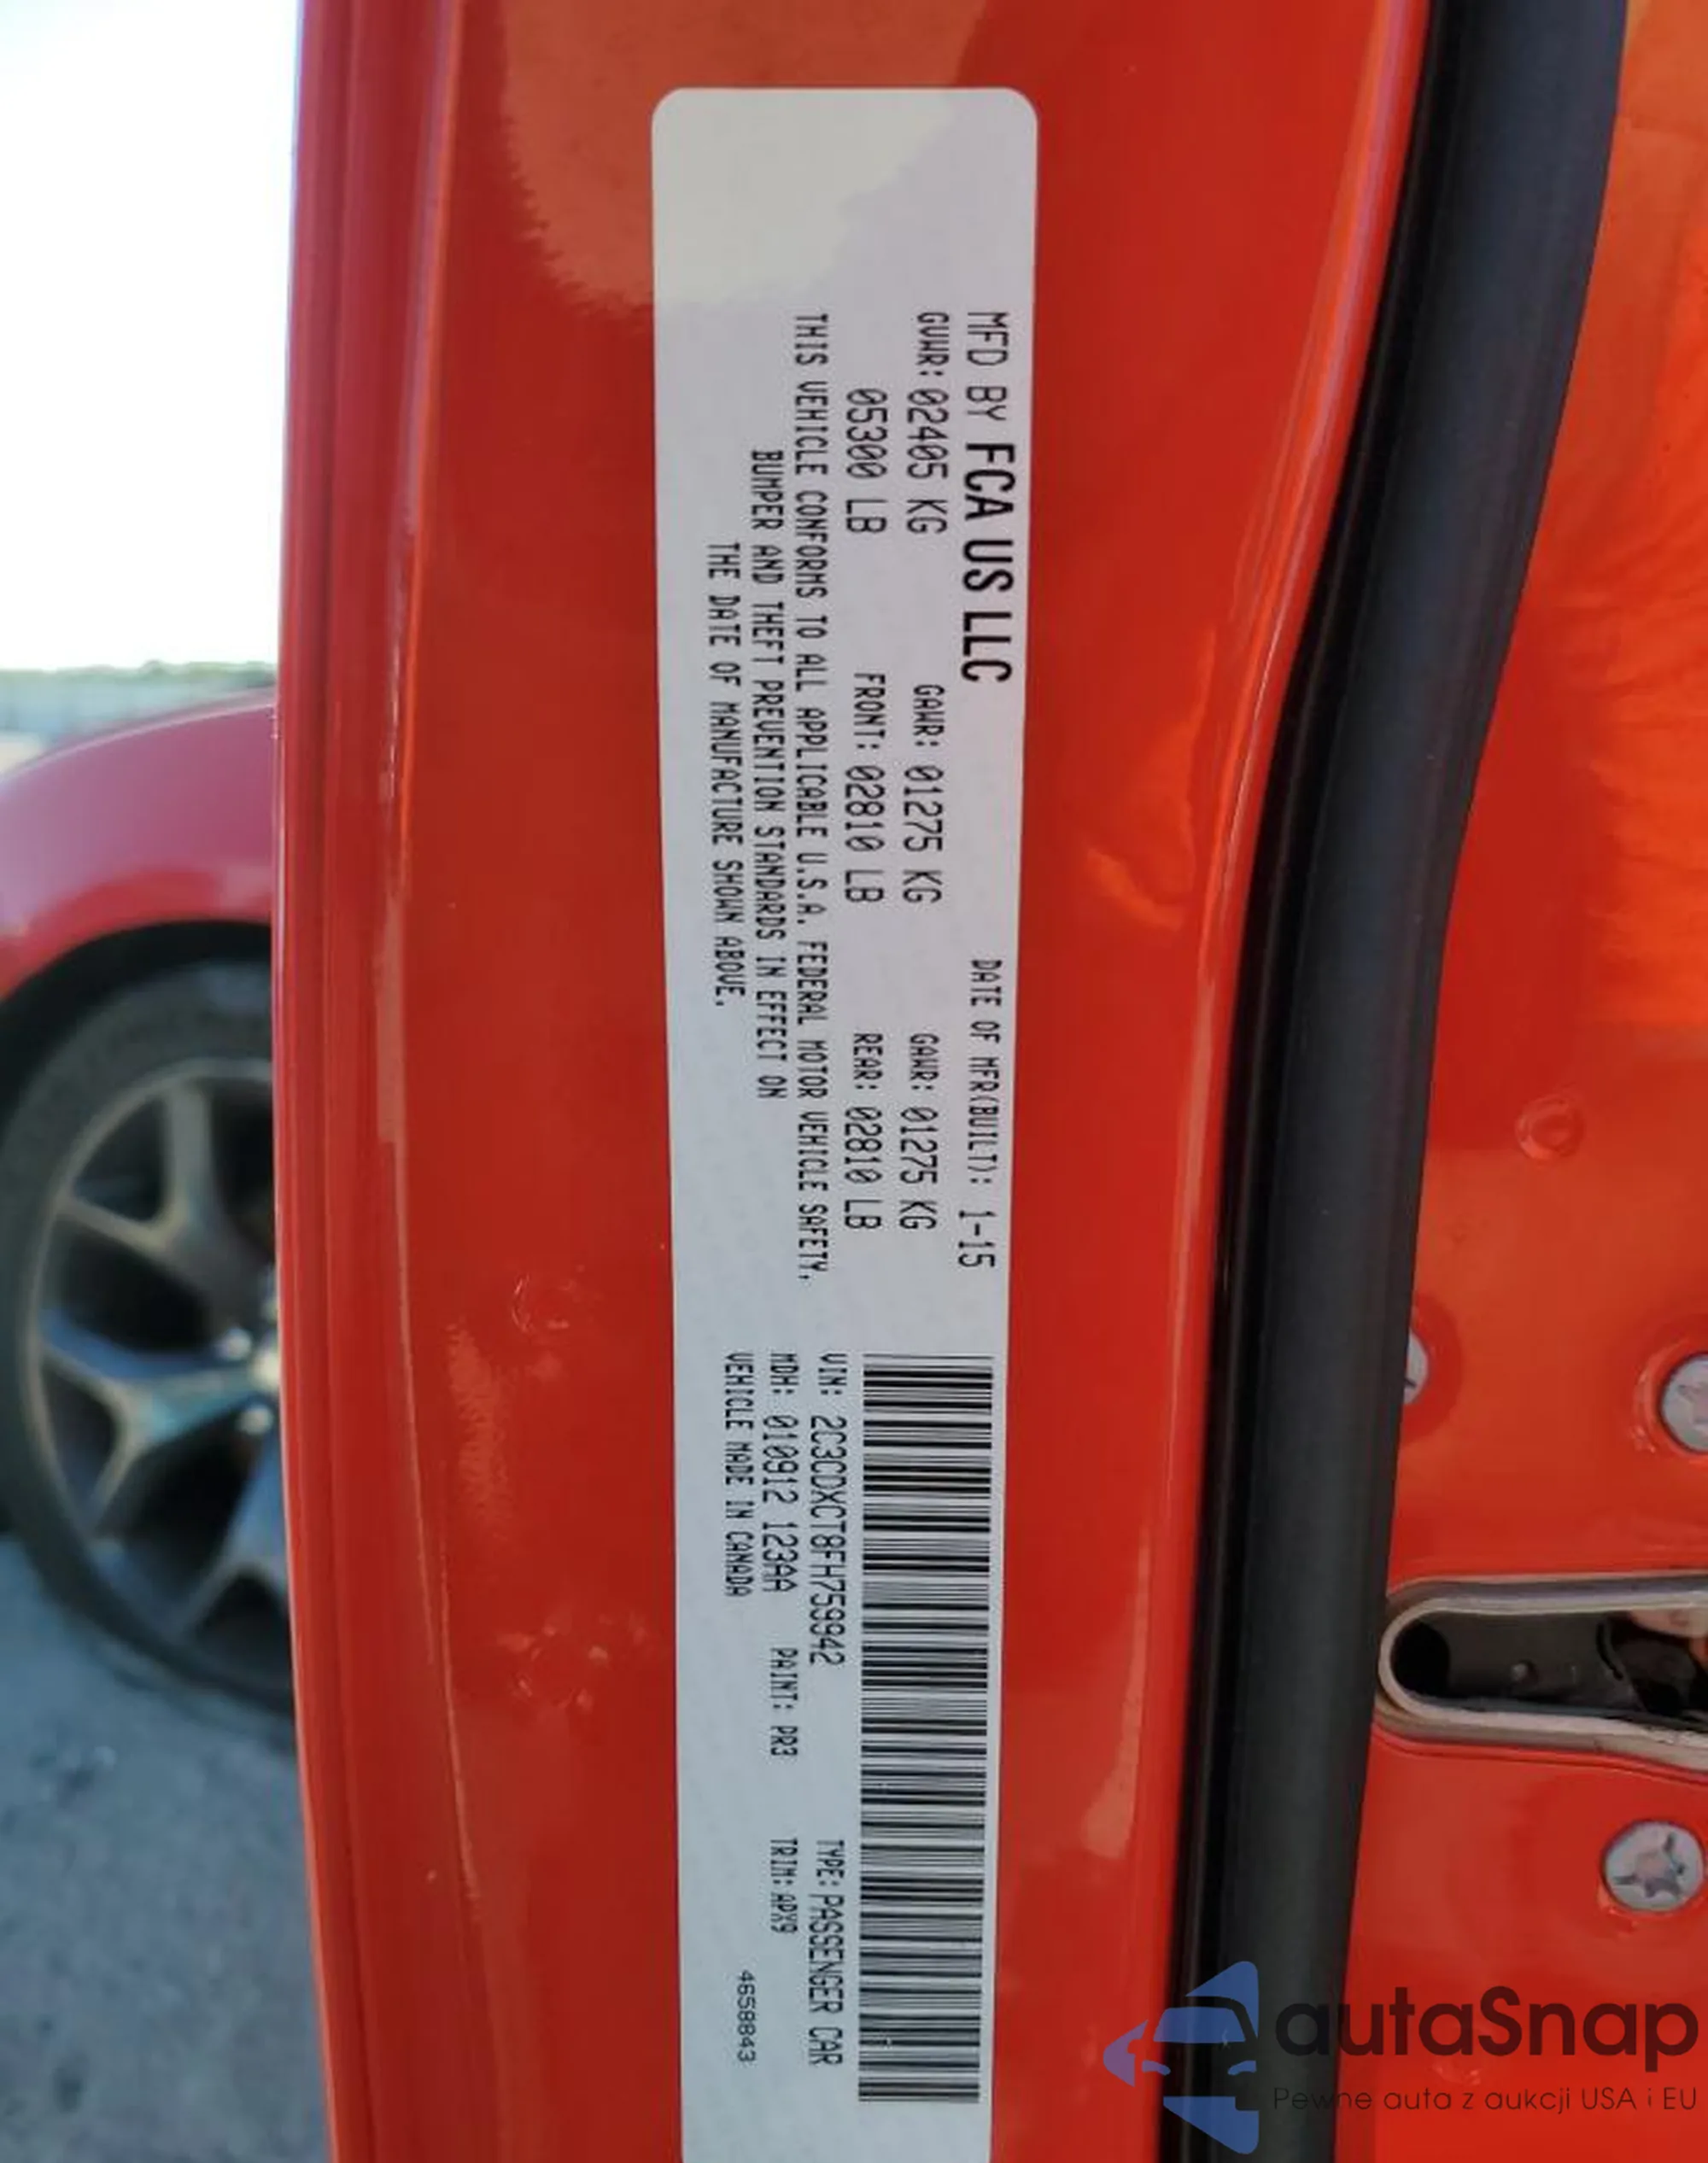 MFD BY FCA US LLC DATE OF MFR(BUILT): 1-15
GVWR: 02405 KG GAWR: 01275 KG GAWR: 01275 KG
05300 LB FRONT: 02810 LB REAR: 02810 LB
THIS VEHICLE CONFORMS TO ALL APPLICABLE U.S.A. FEDERAL MOTOR VEHICLE SAFETY,
BUMPER AND THEFT PREVENTION STANDARDS IN EFFECT ON
THE DATE OF MANUFACTURE SHOWN ABOVE.
VIN: 2C3CDXCT8FH759942 TYPE: PASSENGER CAR
MDH: 010912 123AA PAINT: PR3 TRIM: APX9
VEHICLE MADE IN CANADA 4658843
autaSnap
Pewne auta z aukcji USA i EU